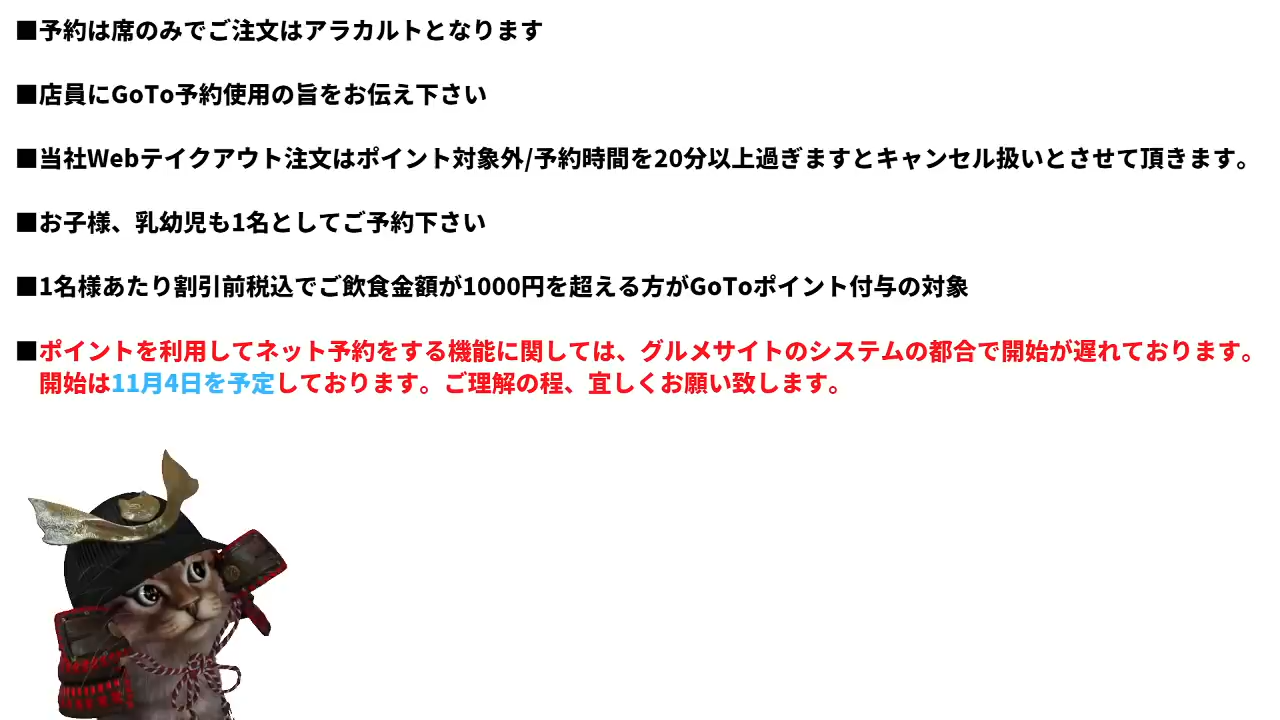 ■予約は席のみでご注文はアラカルトとなります
■店員にGoTo予約使用の旨をお伝え下さい
■当社Webテイクアウト注文はポイント対象外/予約時間を20分以上過ぎますとキャンセル扱いとさせて頂きます。
■お子様、乳幼児も1名としてご予約下さい
■1名様あたり割引前税込でご飲食金額が1000円を超える方がGoToポイント付与の対象
■ポイントを利用してネット予約をする機能に関しては、グルメサイトのシステムの都合で開始が遅れております。
開始は11月4日を予定しております。ご理解の程、宜しくお願い致します。